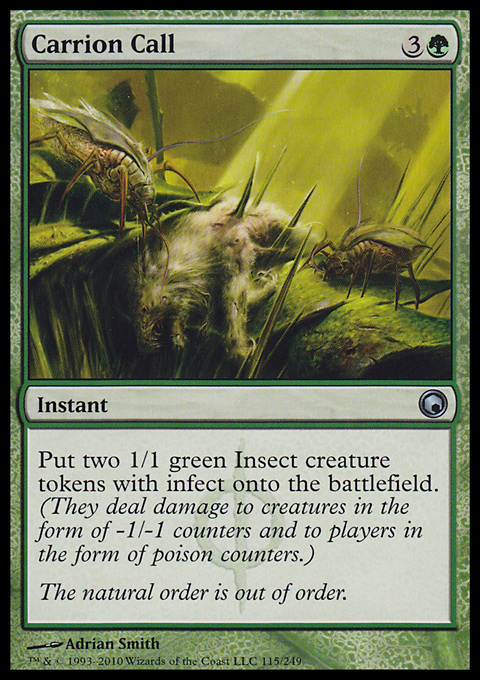 Carrion Call 3
Instant
Put two 1/1 green Insect creature
tokens with infect onto the battlefield.
(They deal damage to creatures in the
form of -1/-1 counters and to players in
the form of poison counters.)
The natural order is out of order.
Adrian Smith
™ & © 1993-2010 Wizards of the Coast LLC 115/249